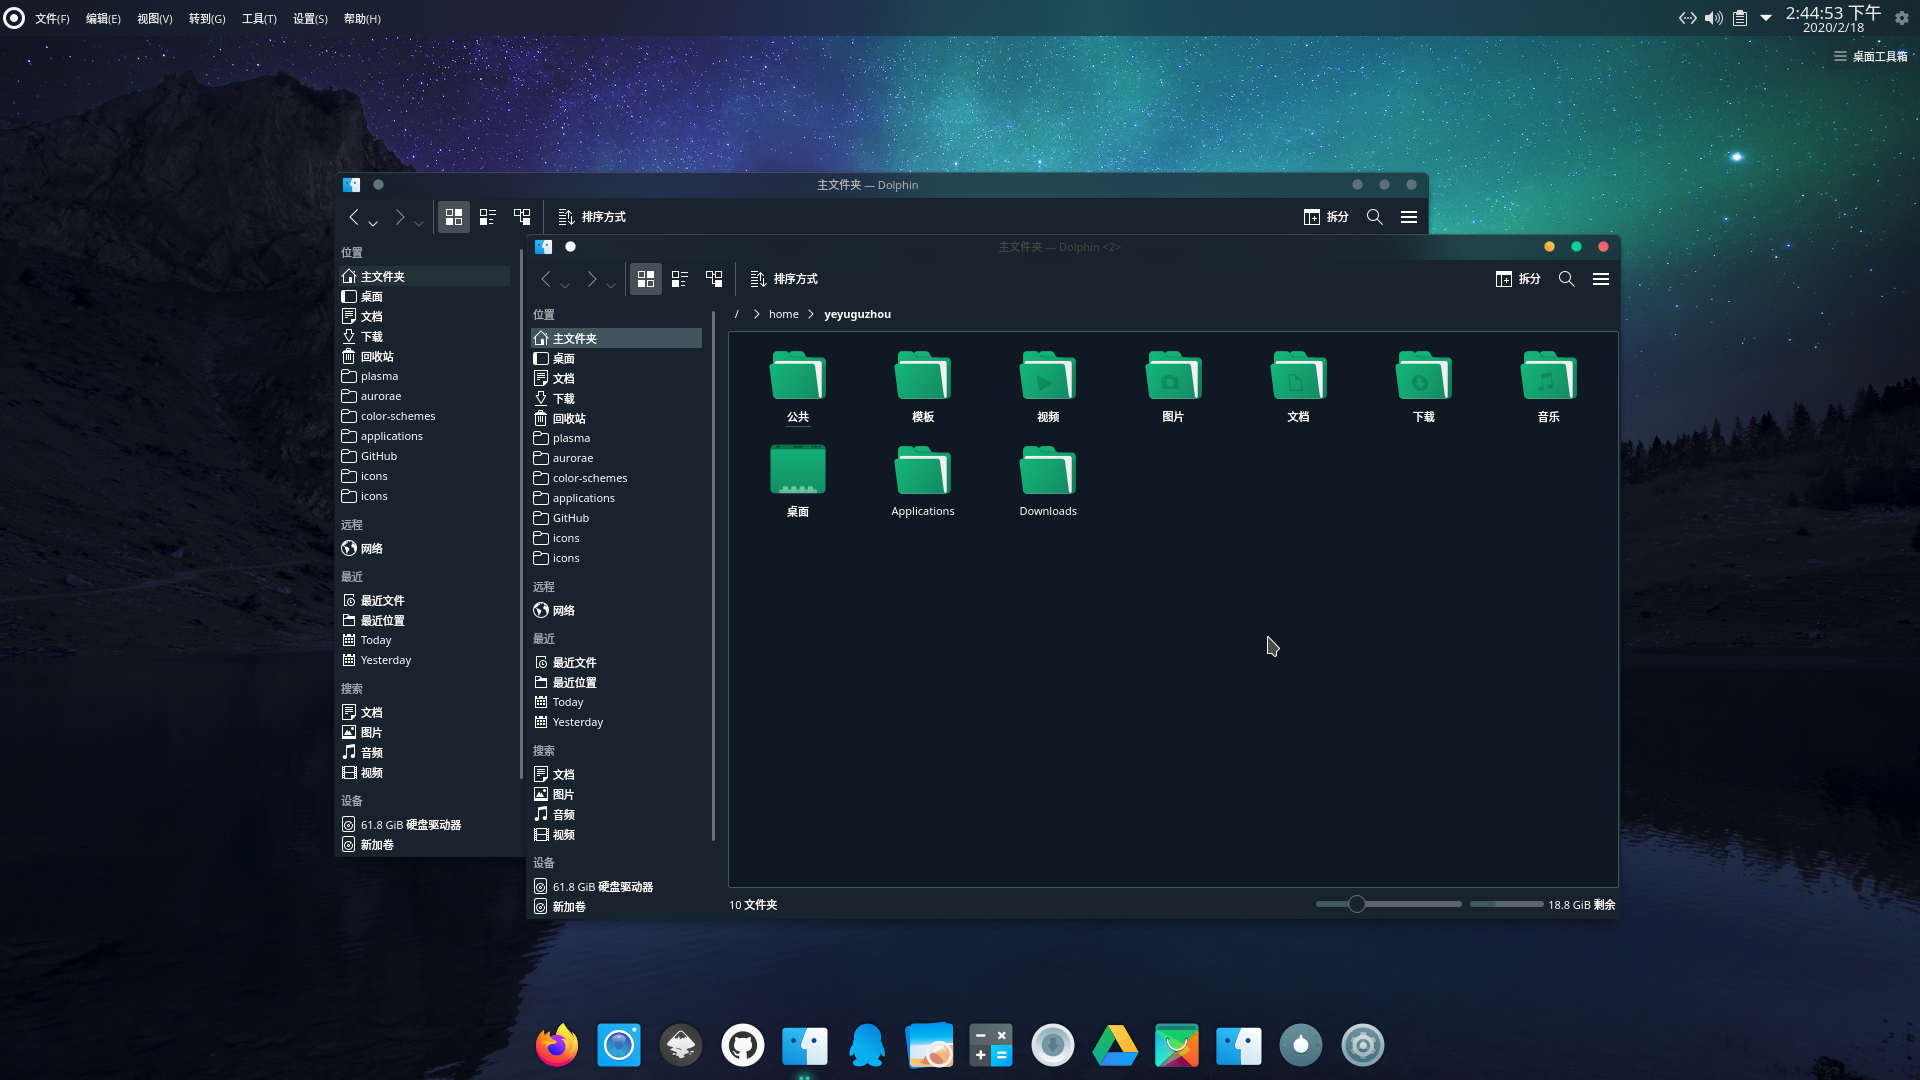 文件(F) 编辑(E) 视图(V) 转到(G) 工具(T) 设置(S) 帮助(H)
2:44:53 下午
2020/2/18
桌面工具箱
主文件夹 — Dolphin
排序方式
拆分
位置
主文件夹
桌面
文档
下载
回收站
plasma
aurorae
color-schemes
applications
GitHub
icons
icons
远程
网络
最近
最近文件
最近位置
Today
Yesterday
搜索
文档
图片
音频
视频
设备
61.8 GiB 硬盘驱动器
新加卷
主文件夹 — Dolphin <2>
排序方式
拆分
位置
主文件夹
桌面
文档
下载
回收站
plasma
aurorae
color-schemes
applications
GitHub
icons
icons
远程
网络
最近
最近文件
最近位置
Today
Yesterday
搜索
文档
图片
音频
视频
设备
61.8 GiB 硬盘驱动器
新加卷
/ > home > yeyuguzhou
公共 模板 视频 图片 文档 下载 音乐
桌面 Applications Downloads
10 文件夹
18.8 GiB 剩余